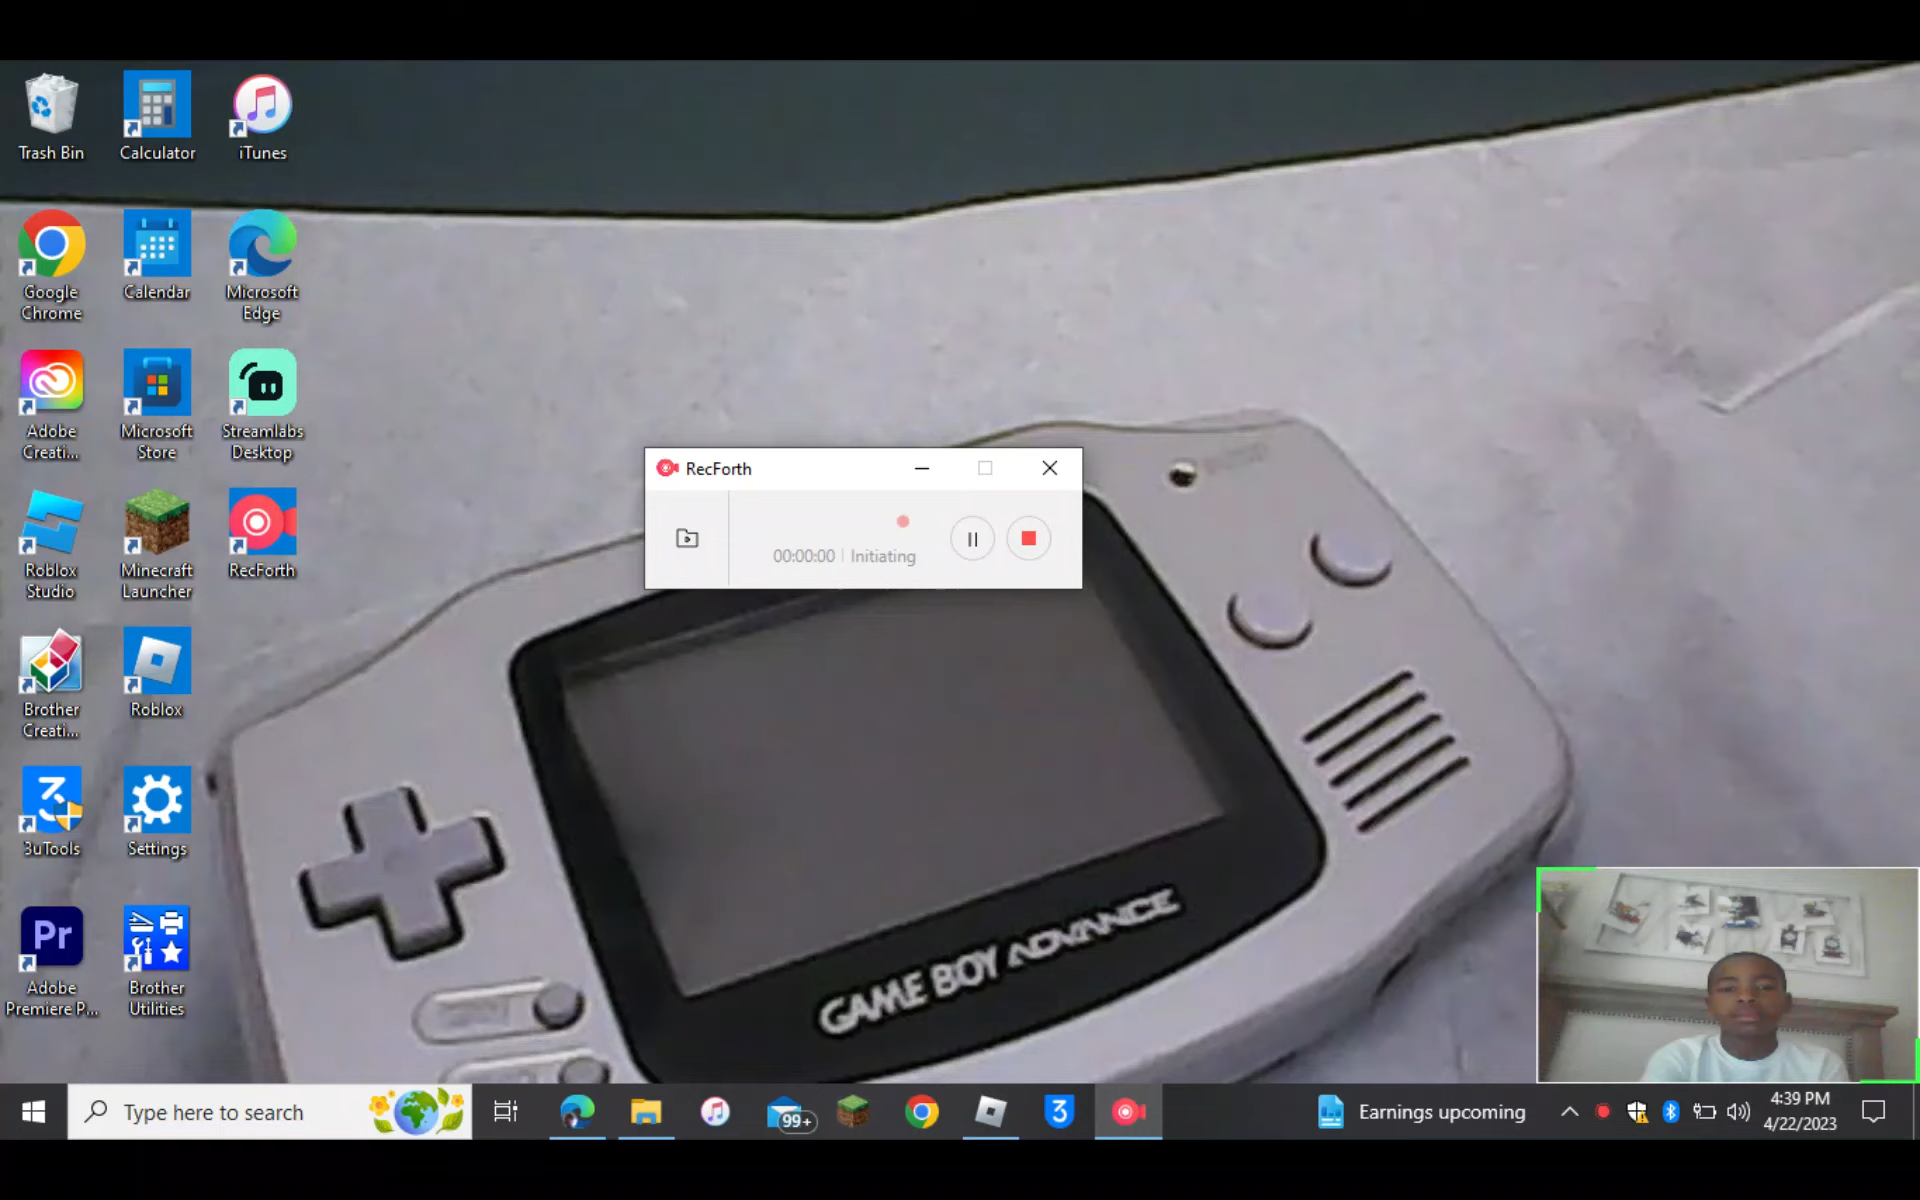 Trash Bin
Calculator
iTunes
Google
Chrome
Calendar
Microsoft
Edge
Adobe
Creati...
Microsoft
Store
Streamlabs
Desktop
Roblox
Studio
Minecraft
Launcher
RecForth
Brother
Creati...
Roblox
3uTools
Settings
Pr
Adobe
Premiere P...
Brother
Utilities
RecForth
00:00:00 | Initiating
GAME BOY ADVANCE
Type here to search
99+
3
Earnings upcoming
4:39 PM
4/22/2023